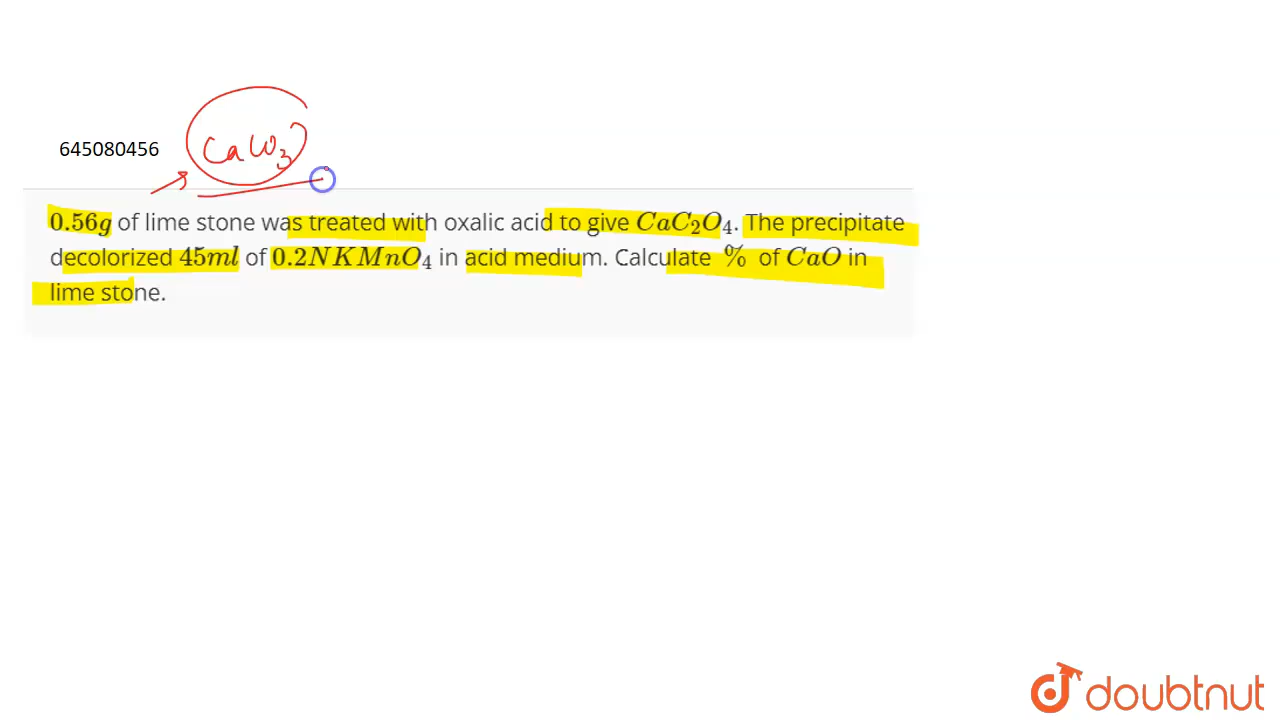 CaCO3
645080456
0.56g of lime stone was treated with oxalic acid to give CaC₂O₄. The precipitate
decolorized 45ml of 0.2NKMnO₄ in acid medium. Calculate % of CaO in
lime stone.
doubtnut